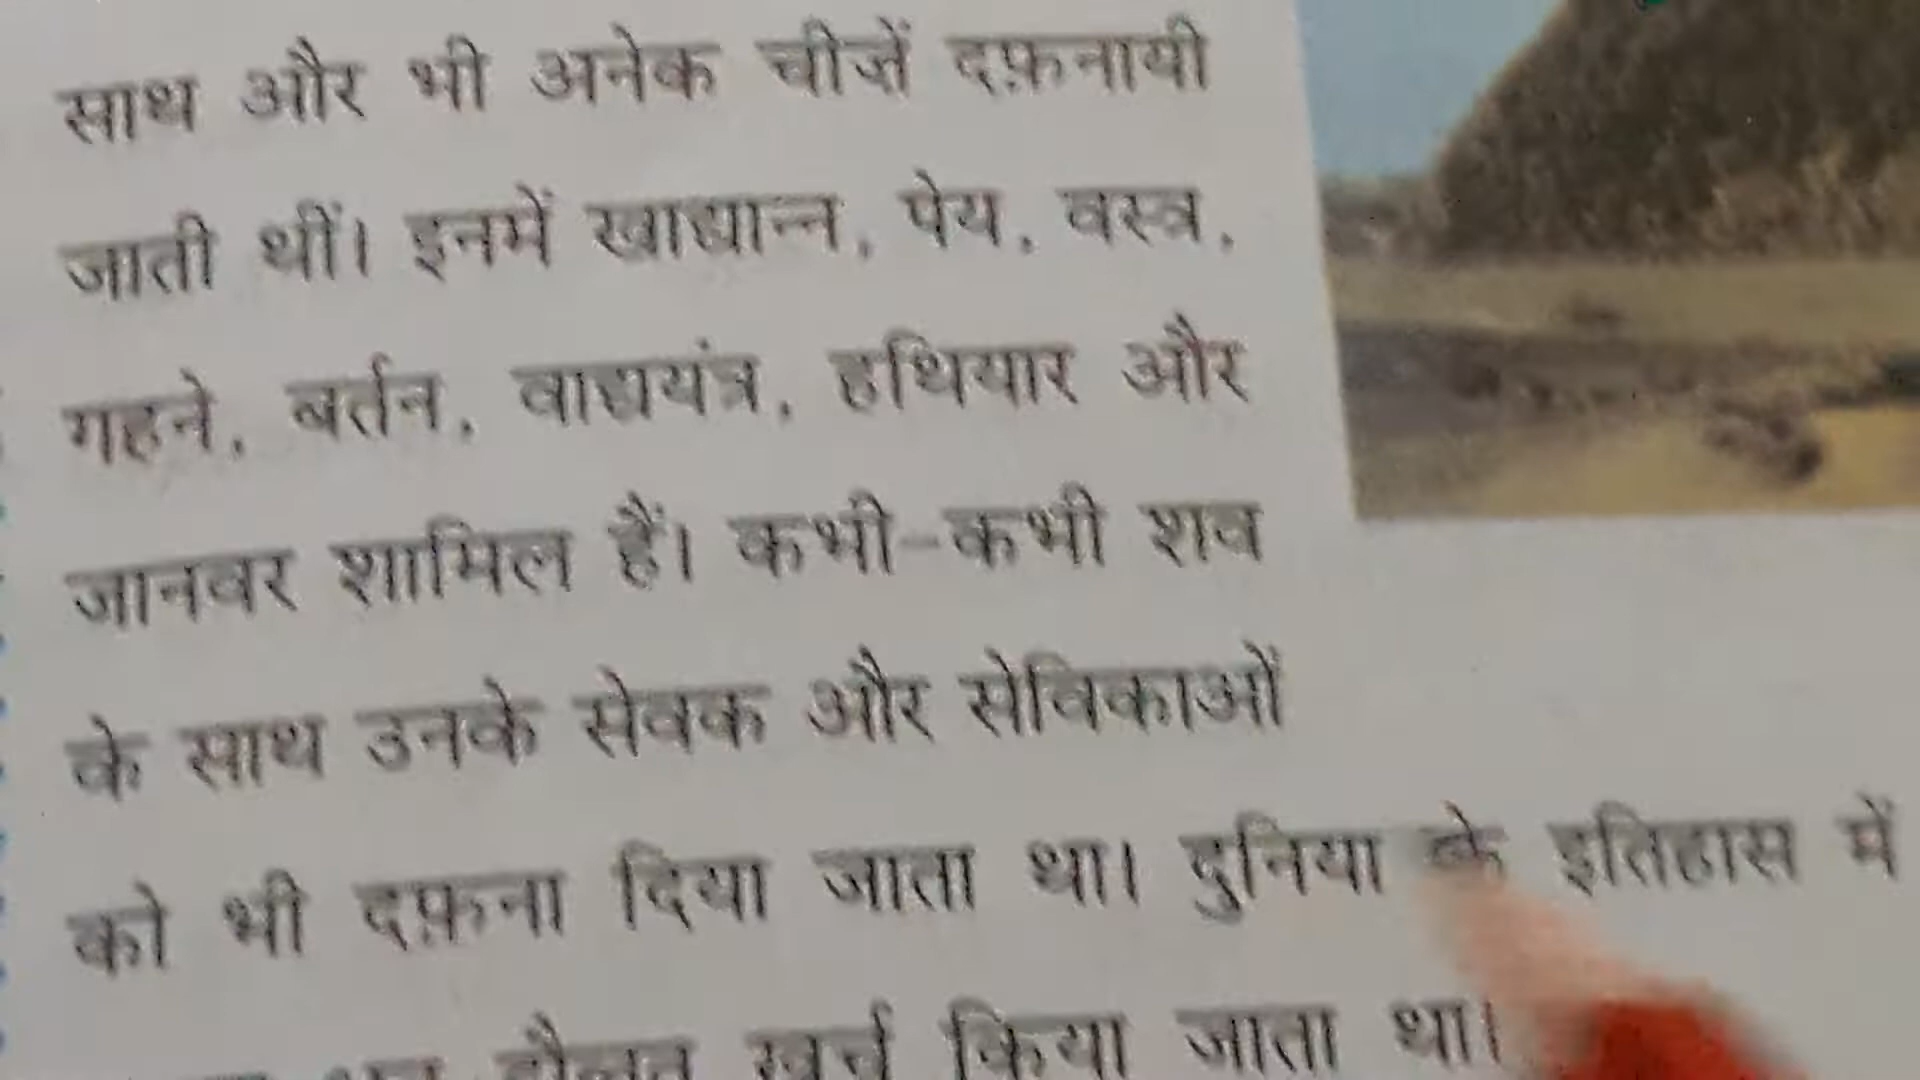 साथ और भी अनेक चीज़ें दफ़नायी
जाती थीं। इनमें खाद्यान्न, पेय, वस्त्र,
गहने, बर्तन, वाद्ययंत्र, हथियार और
जानवर शामिल हैं। कभी-कभी शव
के साथ उनके सेवक और सेविकाओं
को भी दफ़ना दिया जाता था। दुनिया के इतिहास में
दौलत खर्च किया जाता था।